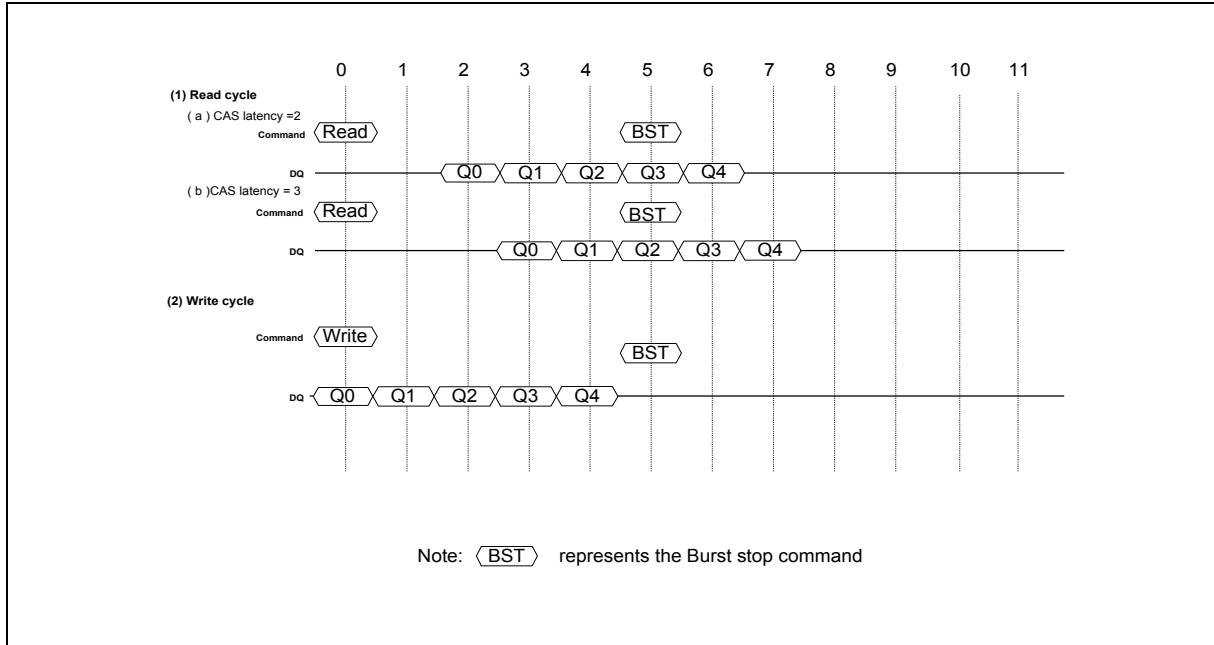 0 1 2 3 4 5 6 7 8 9 10 11
(1) Read cycle
( a ) CAS latency =2
Command Read BST
DQ Q0 Q1 Q2 Q3 Q4
( b )CAS latency = 3
Command Read BST
DQ Q0 Q1 Q2 Q3 Q4
(2) Write cycle
Command Write BST
DQ Q0 Q1 Q2 Q3 Q4
Note: BST represents the Burst stop command